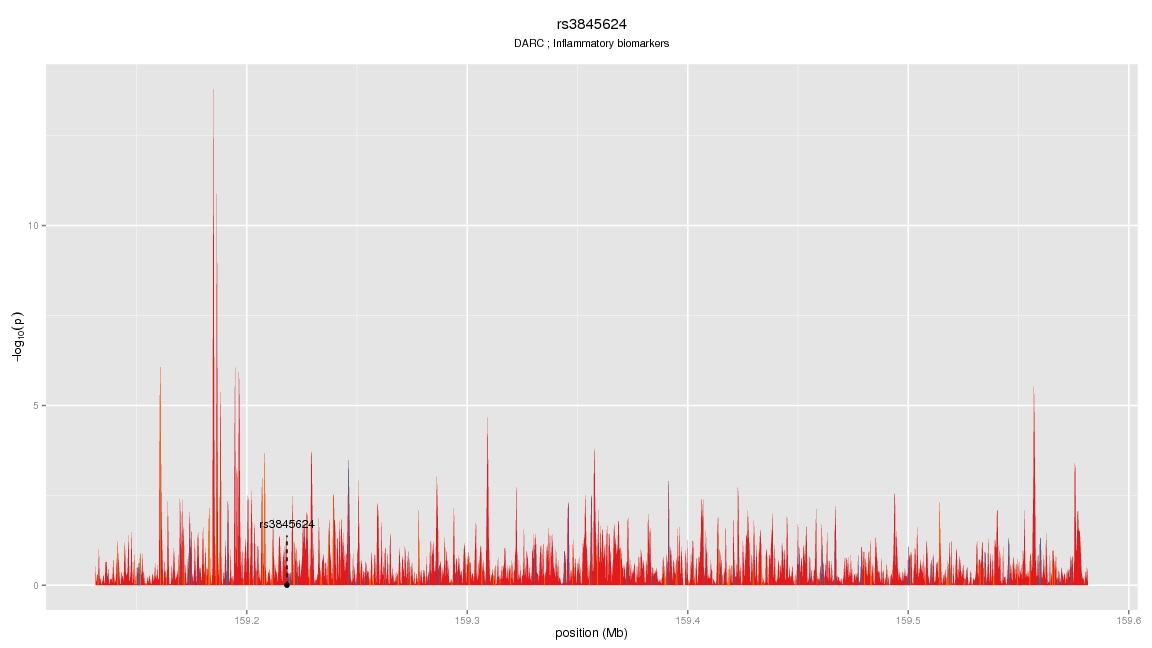 rs3845624
DARC ; Inflammatory biomarkers
−log10(p)
10
5
0
rs3845624
159.2
159.3
159.4
159.5
159.6
position (Mb)